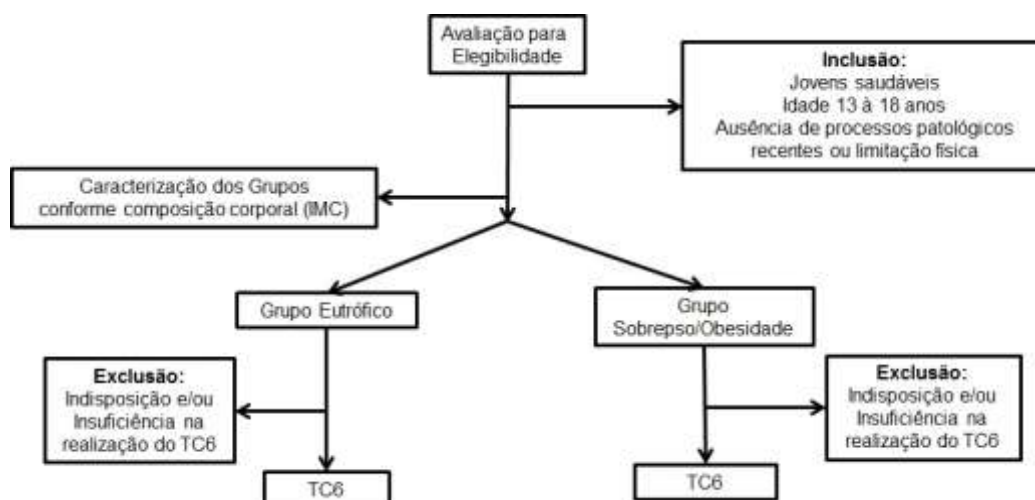 Avaliação para
Elegibilidade
Inclusão:
Jovens saudáveis
Idade 13 à 18 anos
Ausência de processos patológicos
recentes ou limitação física
Caracterização dos Grupos
conforme composição corporal (IMC)
Grupo Eutrófico
Grupo
Sobrepso/Obesidade
Exclusão:
Indisposição e/ou
Insuficiência na
realização do TC6
Exclusão:
Indisposição e/ou
Insuficiência na
realização do TC6
TC6
TC6